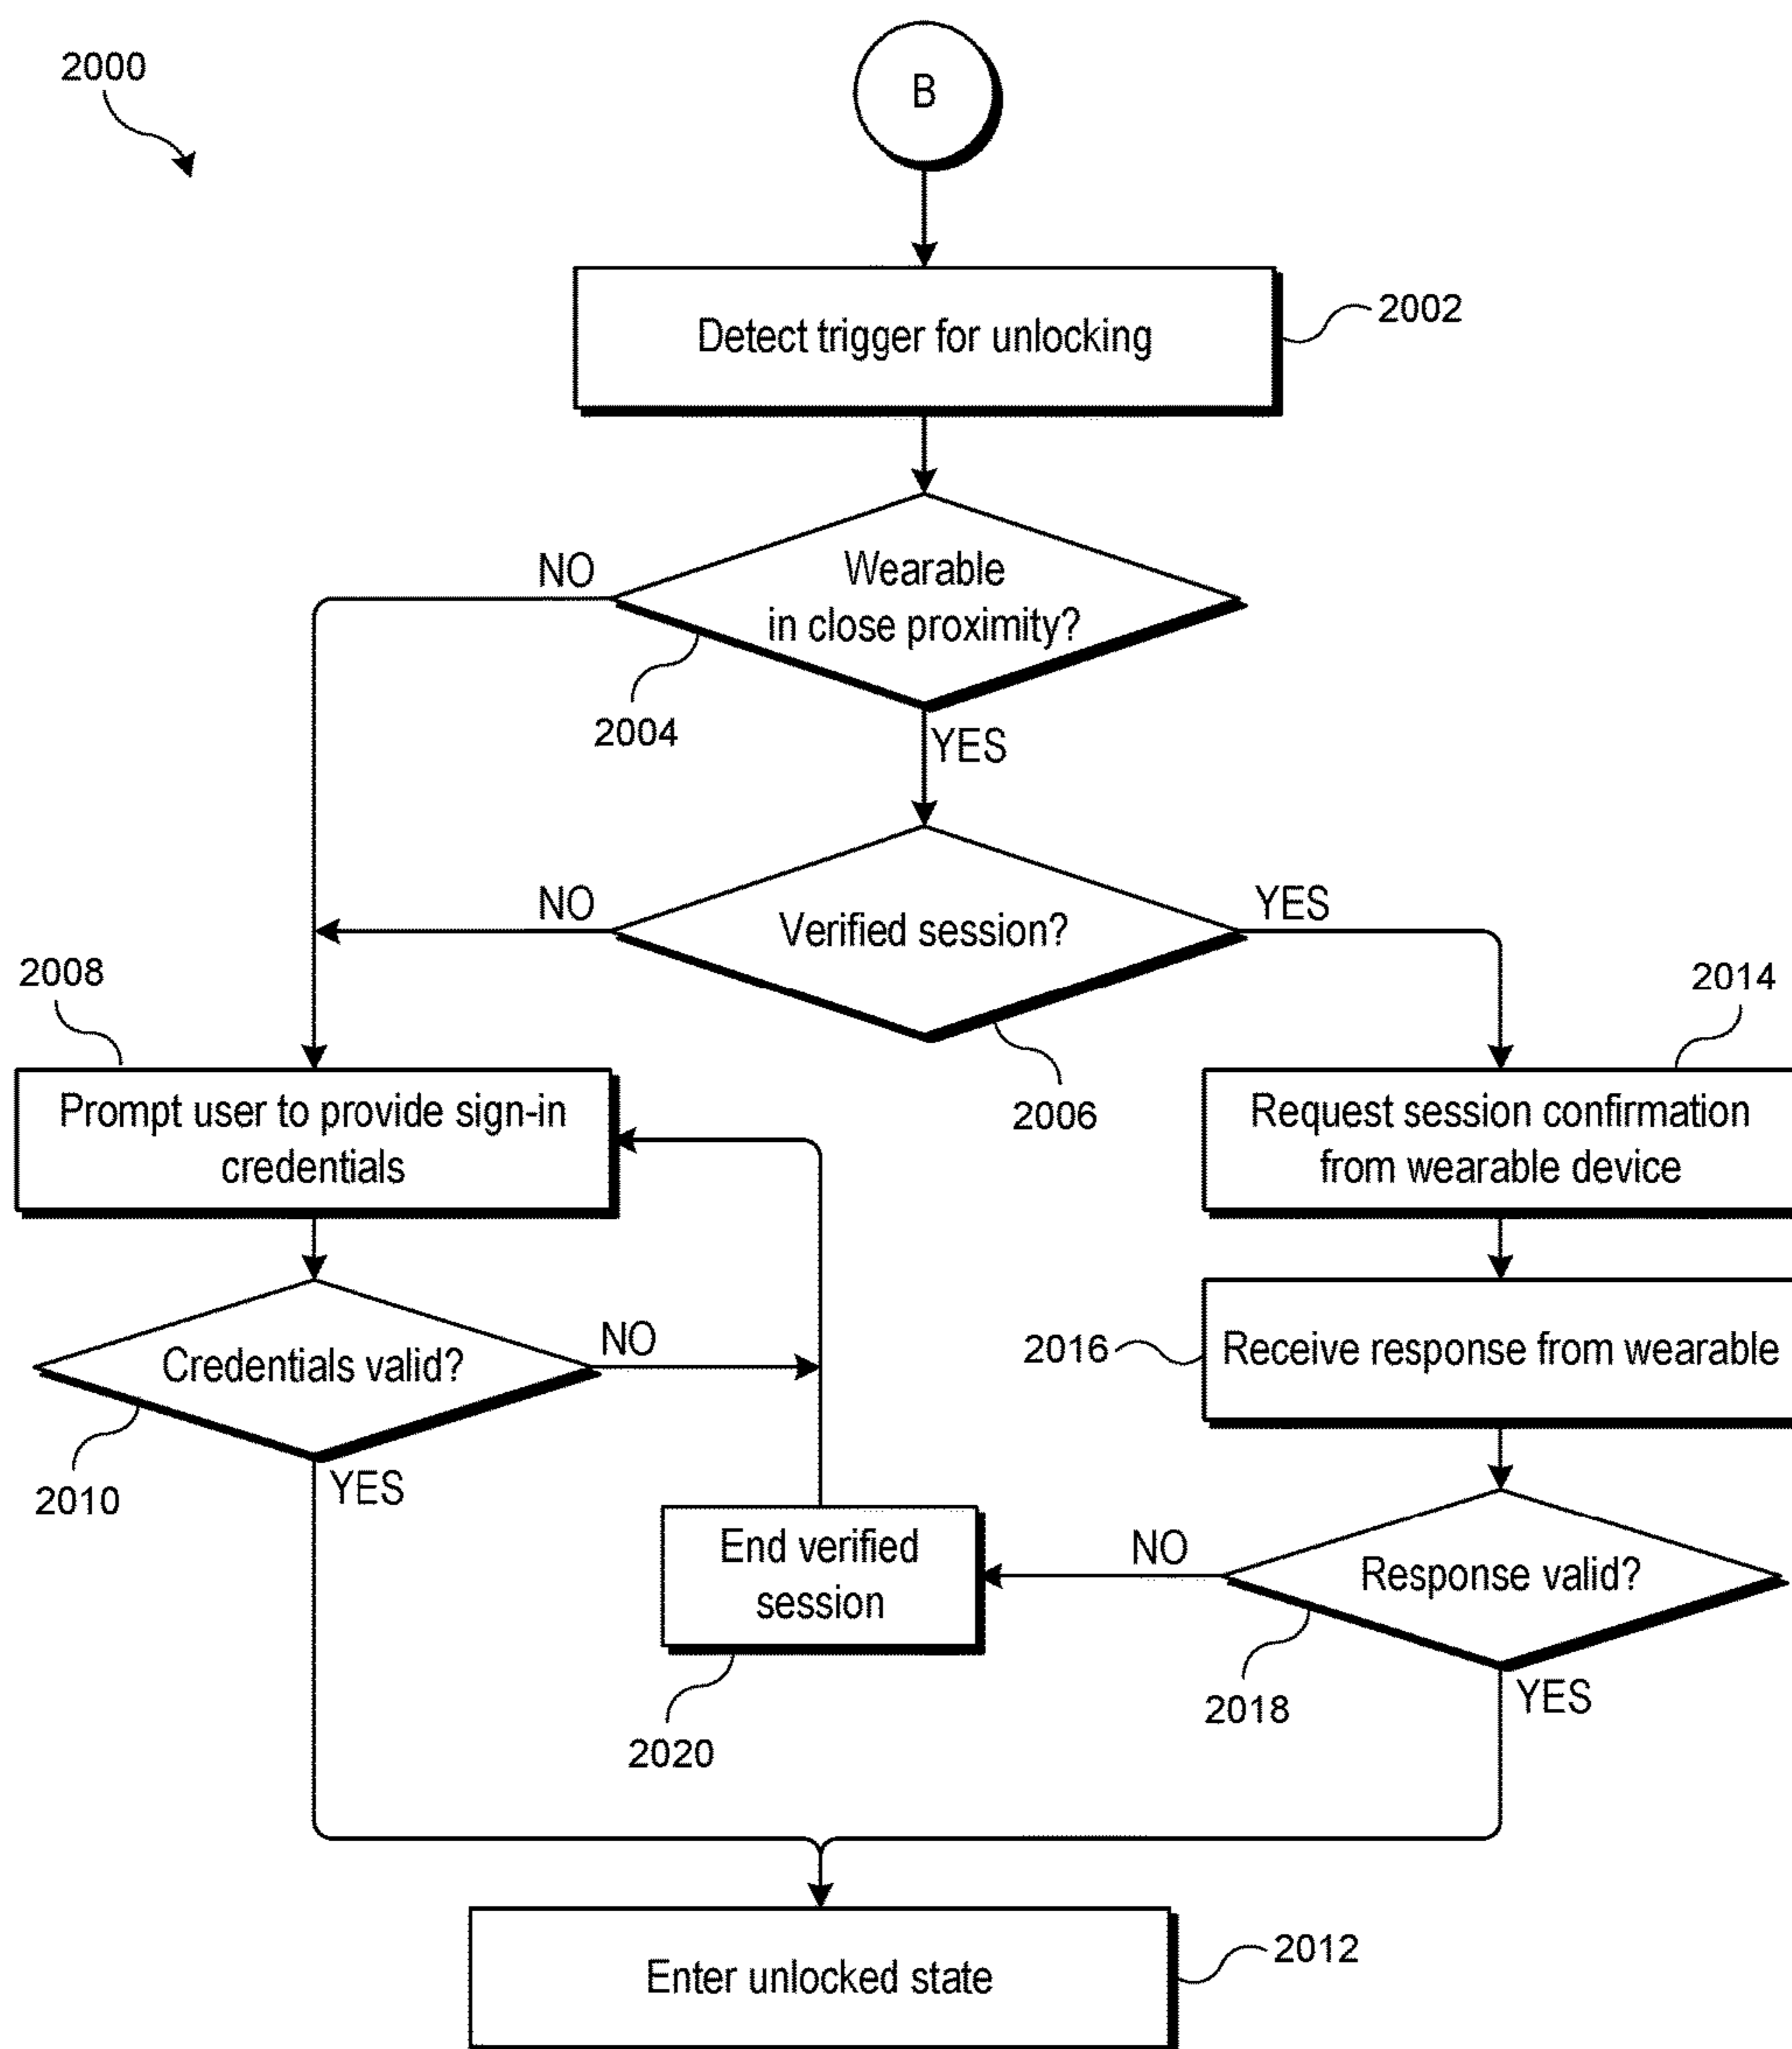 2000
B
Detect trigger for unlocking
2002
NO
Wearable
in close proximity?
2004
YES
NO
Verified session?
YES
2008
2014
2006
Prompt user to provide sign-in
credentials
Request session confirmation
from wearable device
Credentials valid?
NO
2016
Receive response from wearable
2010
YES
End verified
session
NO
Response valid?
2018
YES
2020
Enter unlocked state
2012